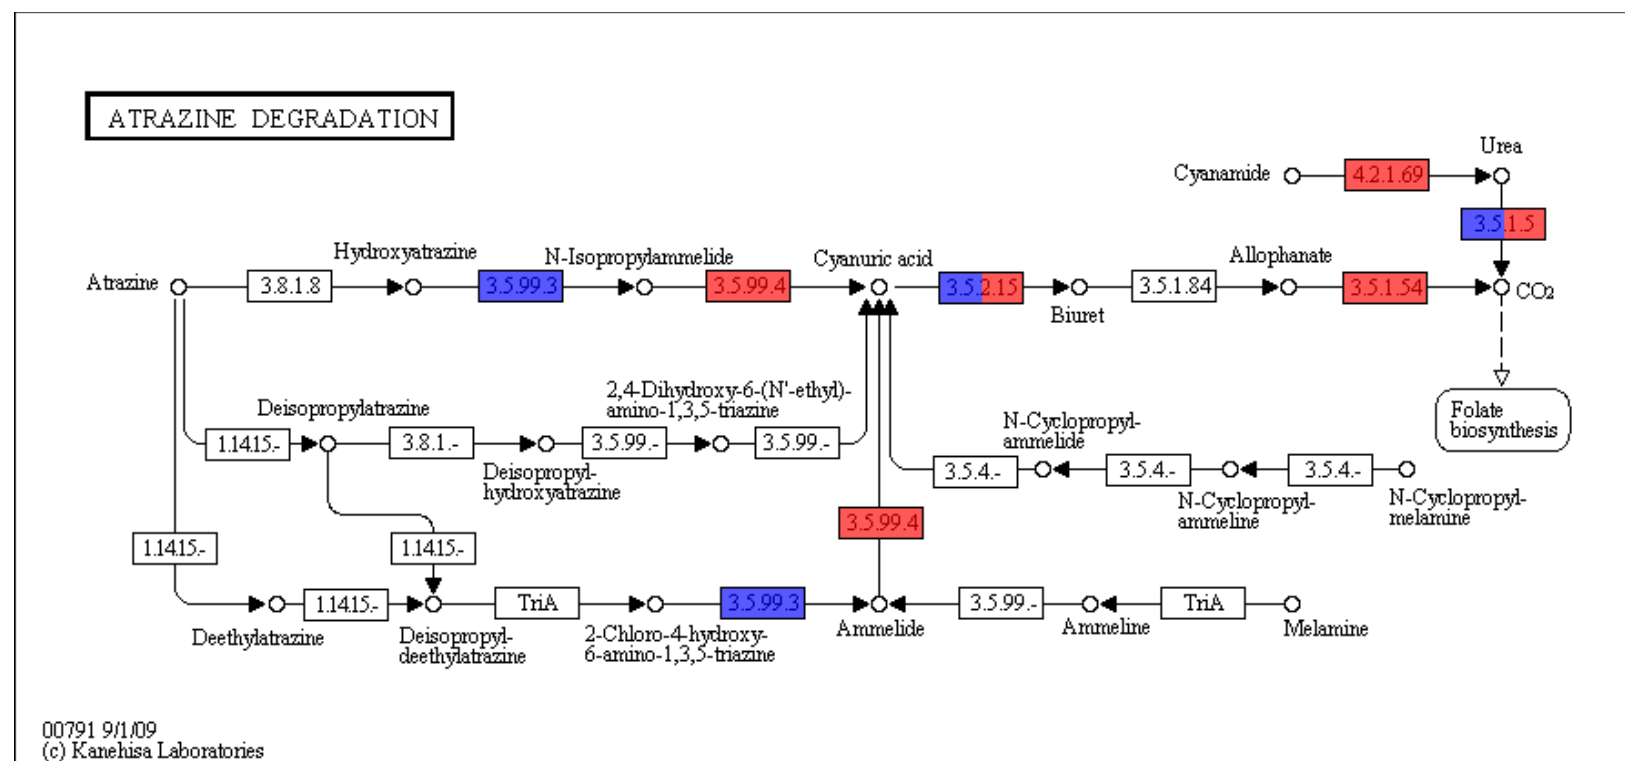 ATRAZINE DEGRADATION
Urea
Cyanamide
4.2.1.69
3.5.1.5
Hydroxyatrazine
N-Isopropylammelide
Cyanuric acid
Allophanate
Atrazine
3.8.1.8
3.5.99.3
3.5.99.4
3.5.2.15
3.5.1.84
3.5.1.54
CO2
Biuret
Deisopropylatrazine
2,4-Dihydroxy-6-(N'-ethyl)-
amino-1,3,5-triazine
Folate
biosynthesis
1.14.15.-
3.8.1.-
3.5.99.-
3.5.99.-
N-Cyclopropyl-
ammelide
Deisopropyl-
hydroxyatrazine
3.5.4.-
3.5.4.-
3.5.4.-
N-Cyclopropyl-
ammeline
N-Cyclopropyl-
melamine
3.5.99.4
1.14.15.-
1.14.15.-
1.14.15.-
TriA
3.5.99.3
3.5.99.-
TriA
Deethylatrazine
Deisopropyl-
deethylatrazine
2-Chloro-4-hydroxy-
6-amino-1,3,5-triazine
Ammelide
Ammeline
Melamine
00791 9/1/09
(c) Kanehisa Laboratories